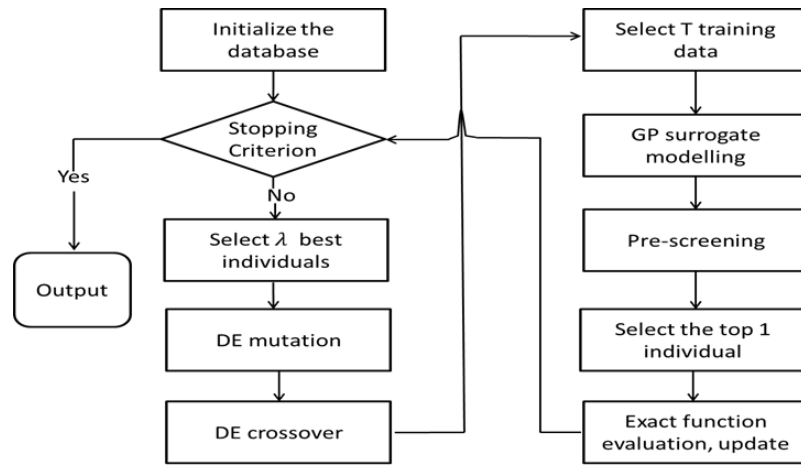 Initialize the
database
Stopping
Criterion
Yes
No
Output
Select λ best
individuals
DE mutation
DE crossover
Select T training
data
GP surrogate
modelling
Pre-screening
Select the top 1
individual
Exact function
evaluation, update